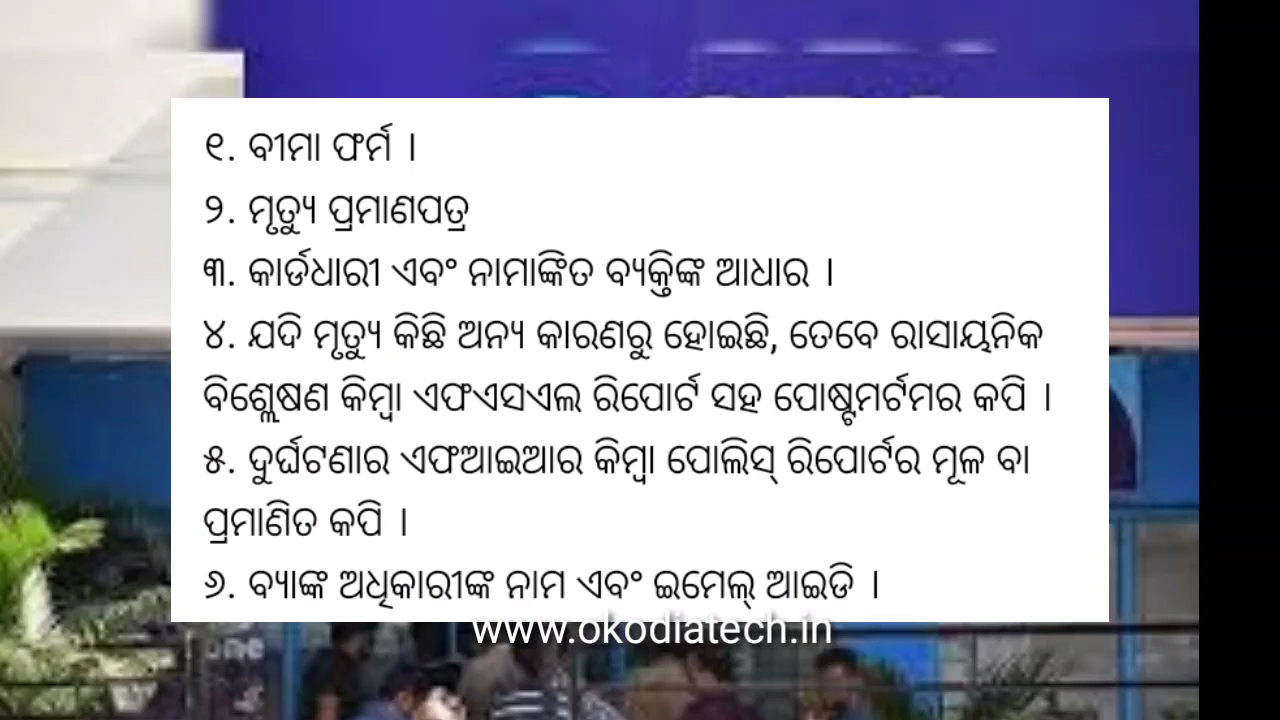 ୧. ବୀମା ଫର୍ମ ।
୨. ମୃତ୍ୟୁ ପ୍ରମାଣପତ୍ର
୩. କାର୍ଡଧାରୀ ଏବଂ ନାମାଙ୍କିତ ବ୍ୟକ୍ତିଙ୍କ ଆଧାର ।
୪. ଯଦି ମୃତ୍ୟୁ କିଛି ଅନ୍ୟ କାରଣରୁ ହୋଇଛି, ତେବେ ରାସାୟନିକ
ବିଶ୍ଳେଷଣ କିମ୍ବା ଏଫଏସଏଲ ରିପୋର୍ଟ ସହ ପୋଷ୍ଟମର୍ଟମର କପି ।
୫. ଦୁର୍ଘଟଣାର ଏଫଆଇଆର କିମ୍ବା ପୋଲିସ୍ ରିପୋର୍ଟର ମୂଳ ବା
ପ୍ରମାଣିତ କପି ।
୬. ବ୍ୟାଙ୍କ ଅଧିକାରୀଙ୍କ ନାମ ଏବଂ ଇମେଲ୍ ଆଇଡି ।
www.okodiatech.in